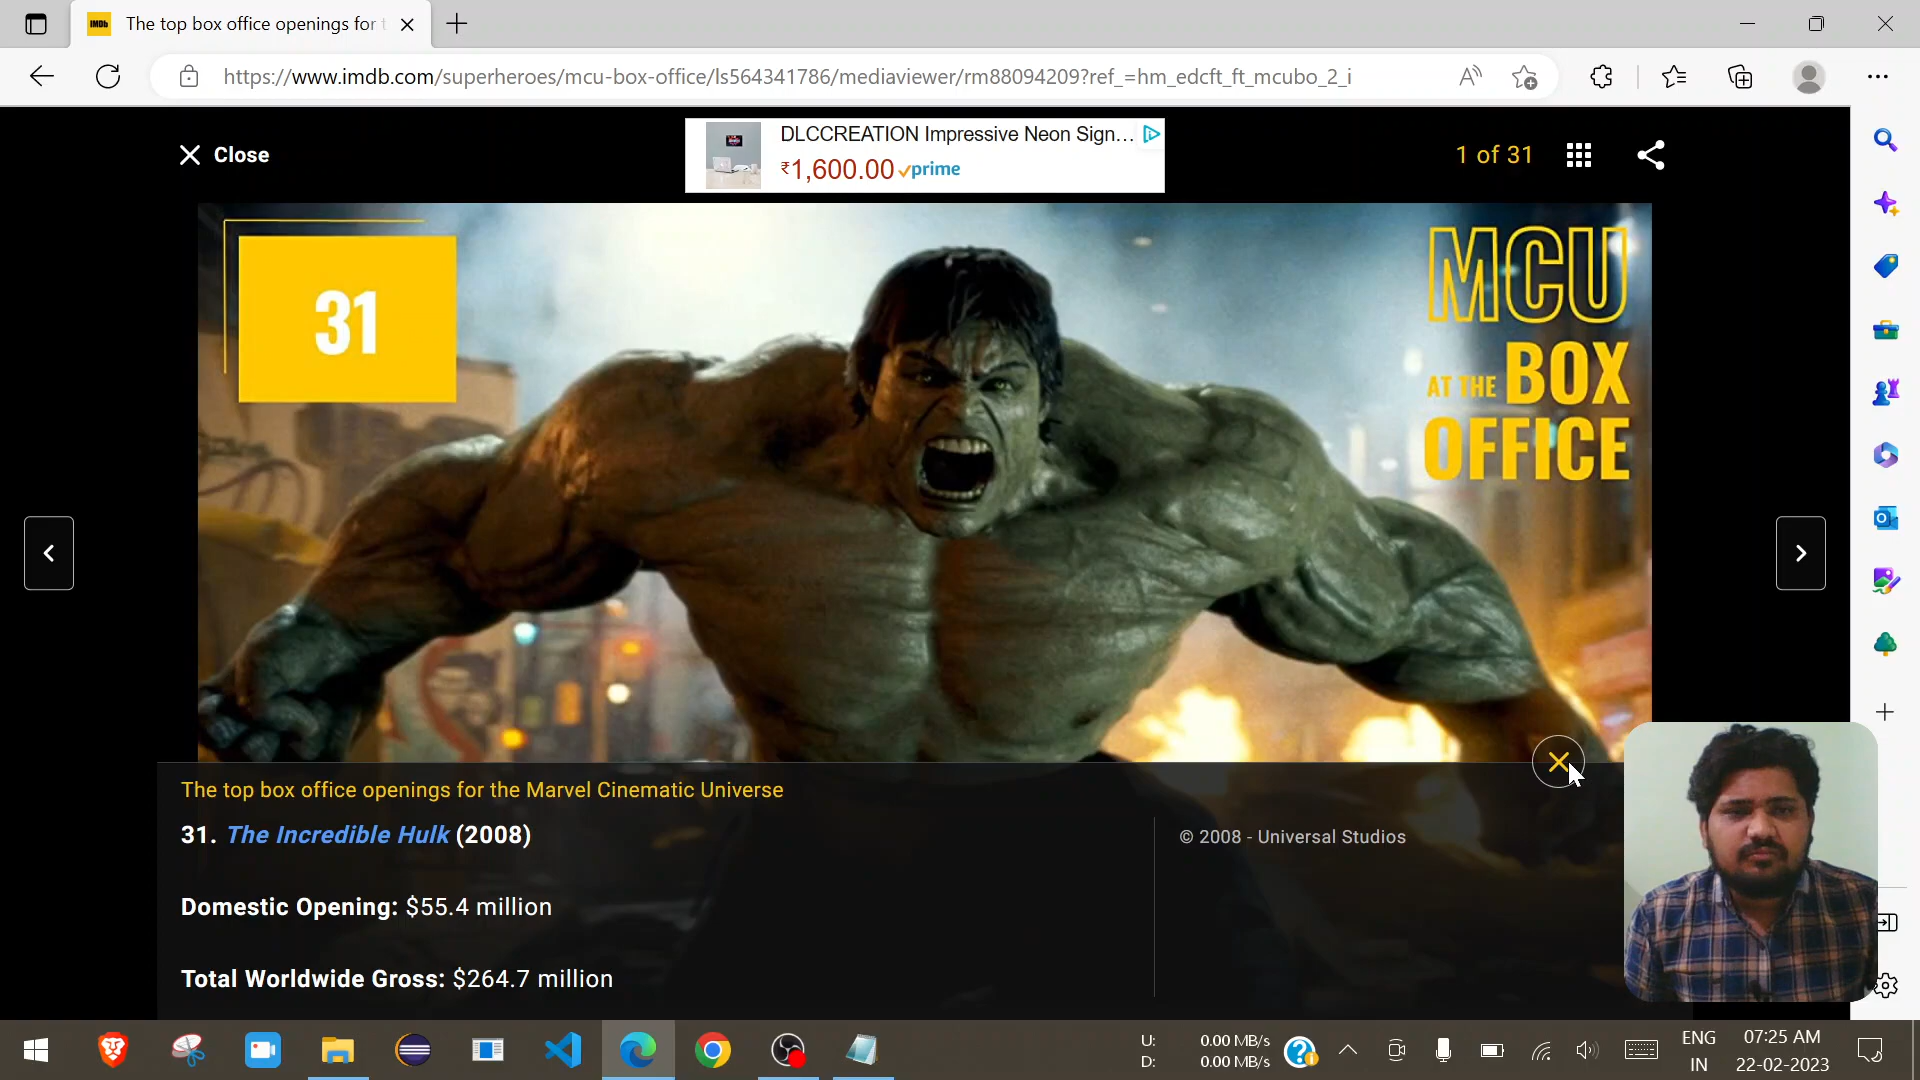 IMDb The top box office openings for t
https://www.imdb.com/superheroes/mcu-box-office/ls564341786/mediaviewer/rm88094209?ref_=hm_edcft_ft_mcubo_2_i
Close
DLCCREATION Impressive Neon Sign...
₹1,600.00 prime
1 of 31
31
MCU
AT THE BOX
OFFICE
The top box office openings for the Marvel Cinematic Universe
31. The Incredible Hulk (2008)
© 2008 - Universal Studios
Domestic Opening: $55.4 million
Total Worldwide Gross: $264.7 million
U: 0.00 MB/s
D: 0.00 MB/s
ENG
IN
07:25 AM
22-02-2023